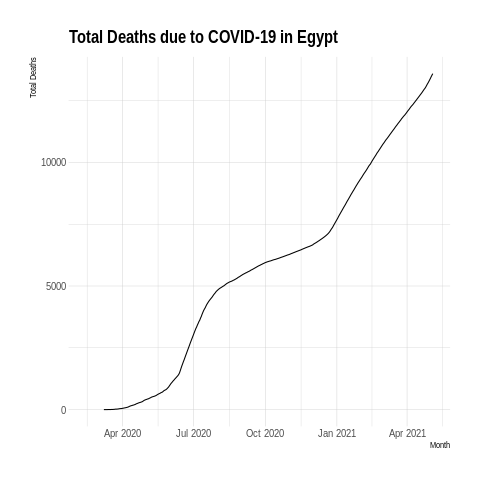 Total Deaths due to COVID-19 in Egypt
Total Deaths
10000
5000
0
Apr 2020 Jul 2020 Oct 2020 Jan 2021 Apr 2021
Month